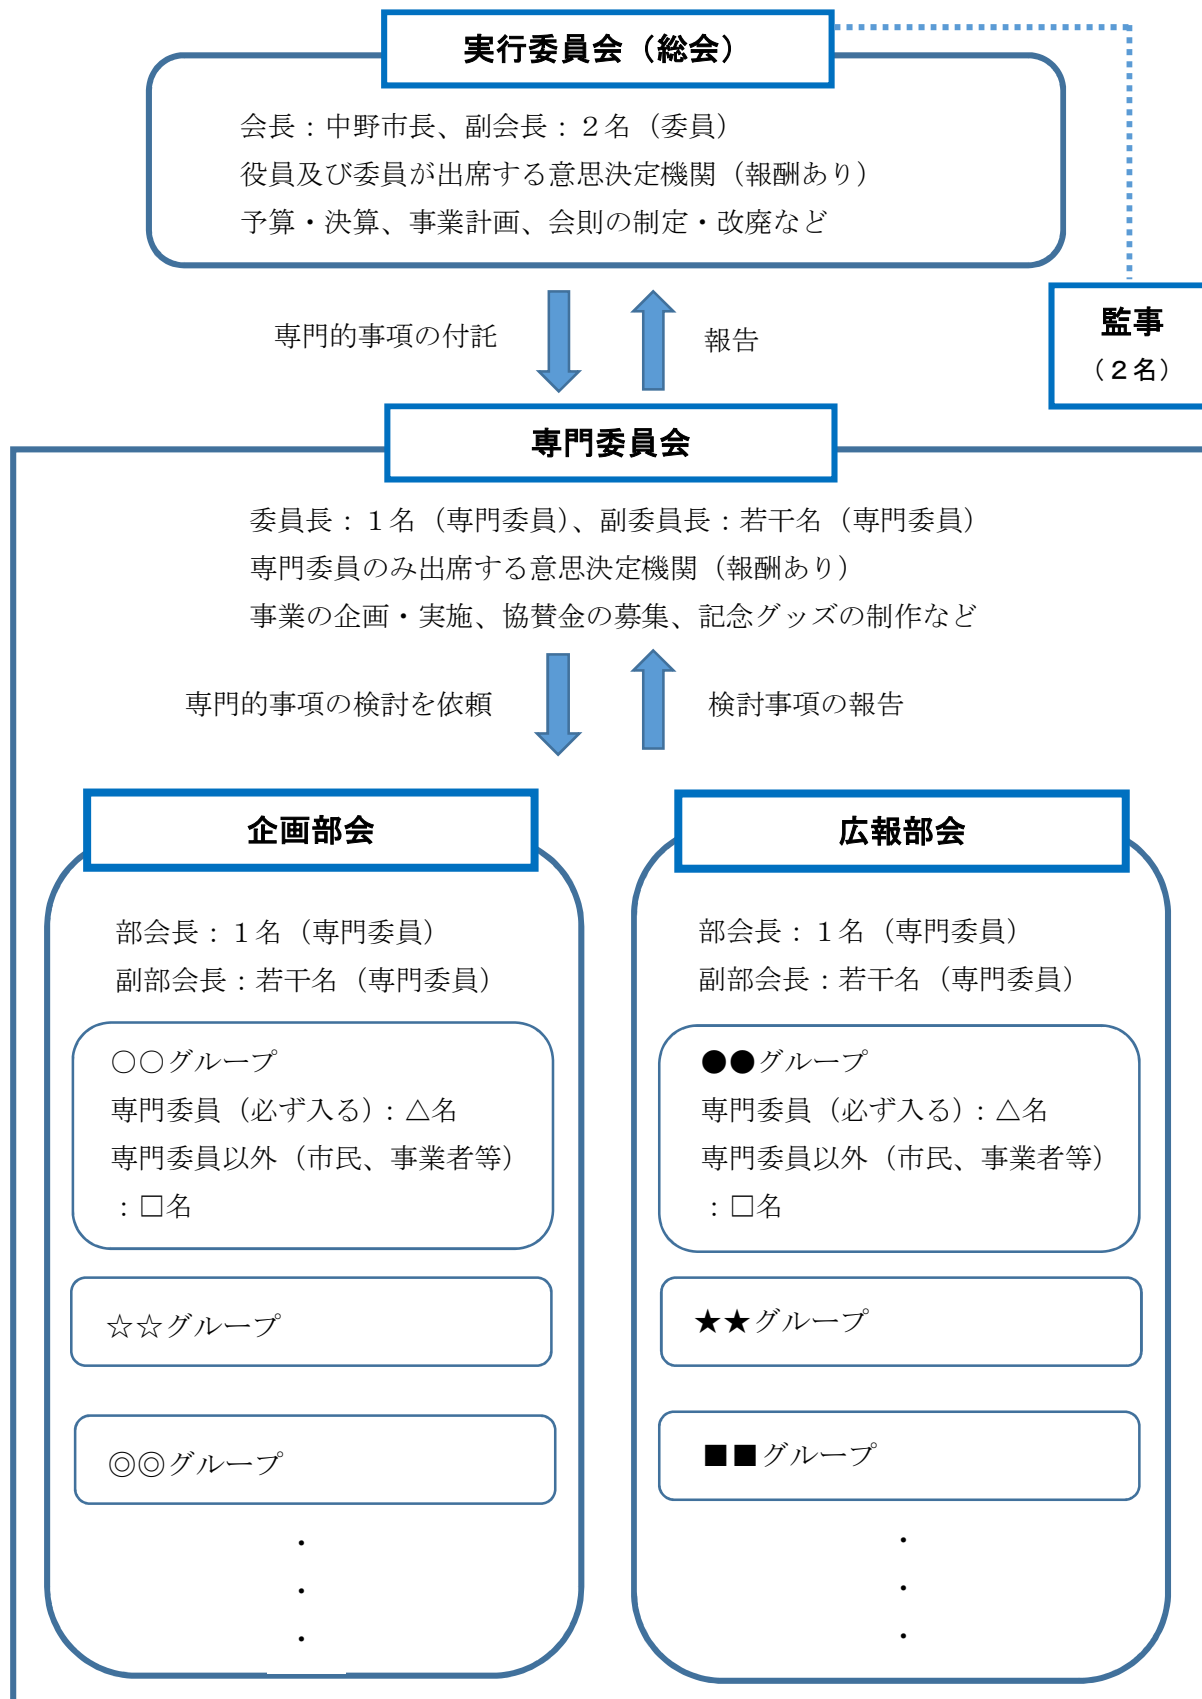 実行委員会（総会）
会長：中野市長、副会長：２名（委員）
役員及び委員が出席する意思決定機関（報酬あり）
予算・決算、事業計画、会則の制定・改廃など
専門的事項の付託
報告
監事
（２名）
専門委員会
委員長：１名（専門委員）、副委員長：若干名（専門委員）
専門委員のみ出席する意思決定機関（報酬あり）
事業の企画・実施、協賛金の募集、記念グッズの制作など
専門的事項の検討を依頼
検討事項の報告
企画部会
部会長：１名（専門委員）
副部会長：若干名（専門委員）
○○グループ
専門委員（必ず入る）：△名
専門委員以外（市民、事業者等）
：□名
☆☆グループ
◎◎グループ
・
・
・
広報部会
部会長：１名（専門委員）
副部会長：若干名（専門委員）
●●グループ
専門委員（必ず入る）：△名
専門委員以外（市民、事業者等）
：□名
★★グループ
■■グループ
・
・
・